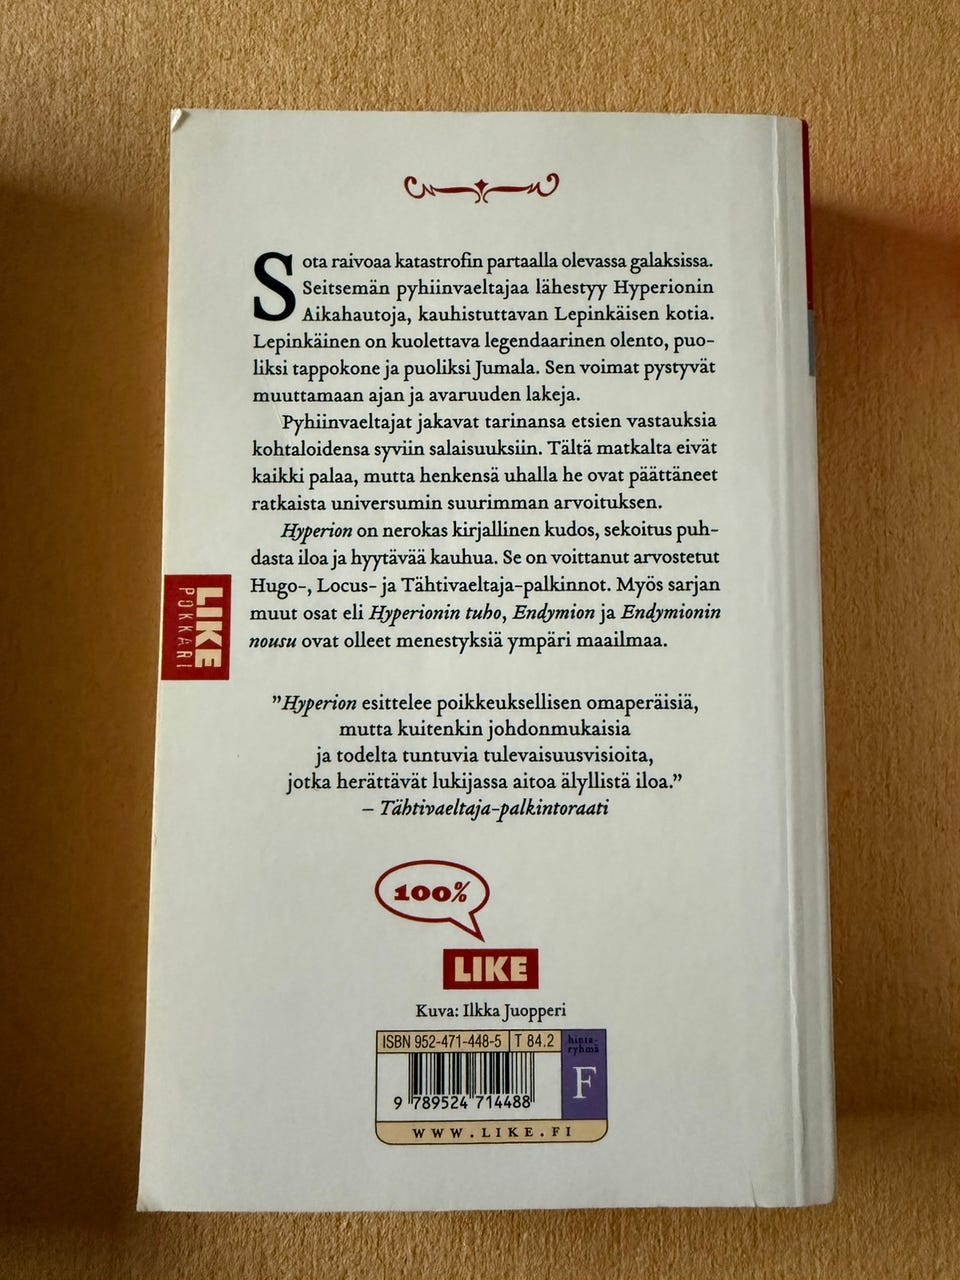 Sota raivoaa katastrofin partaalla olevassa galaksissa.
Seitsemän pyhiinvaeltajaa lähestyy Hyperionin
Aikahautoja, kauhistuttavan Lepinkäisen kotia.
Lepinkäinen on kuolettava legendaarinen olento, puo-
liksi tappokone ja puoliksi Jumala. Sen voimat pystyvät
muuttamaan ajan ja avaruuden lakeja.
Pyhiinvaeltajat jakavat tarinansa etsien vastauksia
kohtaloidensa syviin salaisuuksiin. Tältä matkalta eivät
kaikki palaa, mutta henkensä uhalla he ovat päättäneet
ratkaista universumin suurimman arvoituksen.
Hyperion on nerokas kirjallinen kudos, sekoitus puh-
dasta iloa ja hyytävää kauhua. Se on voittanut arvostetut
Hugo-, Locus- ja Tähtivaeltaja-palkinnot. Myös sarjan
muut osat eli Hyperionin tuho, Endymion ja Endymionin
nousu ovat olleet menestyksiä ympäri maailmaa.
LIKE
POKKARI
"Hyperion esittelee poikkeuksellisen omaperäisiä,
mutta kuitenkin johdonmukaisia
ja todelta tuntuvia tulevaisuusvisioita,
jotka herättävät lukijassa aitoa älyllistä iloa."
– Tähtivaeltaja-palkintoraati
100%
LIKE
Kuva: Ilkka Juopperi
ISBN 952-471-448-5 T 84.2
hinta-
ryhmä
F
9 789524 714488
WWW.LIKE.FI